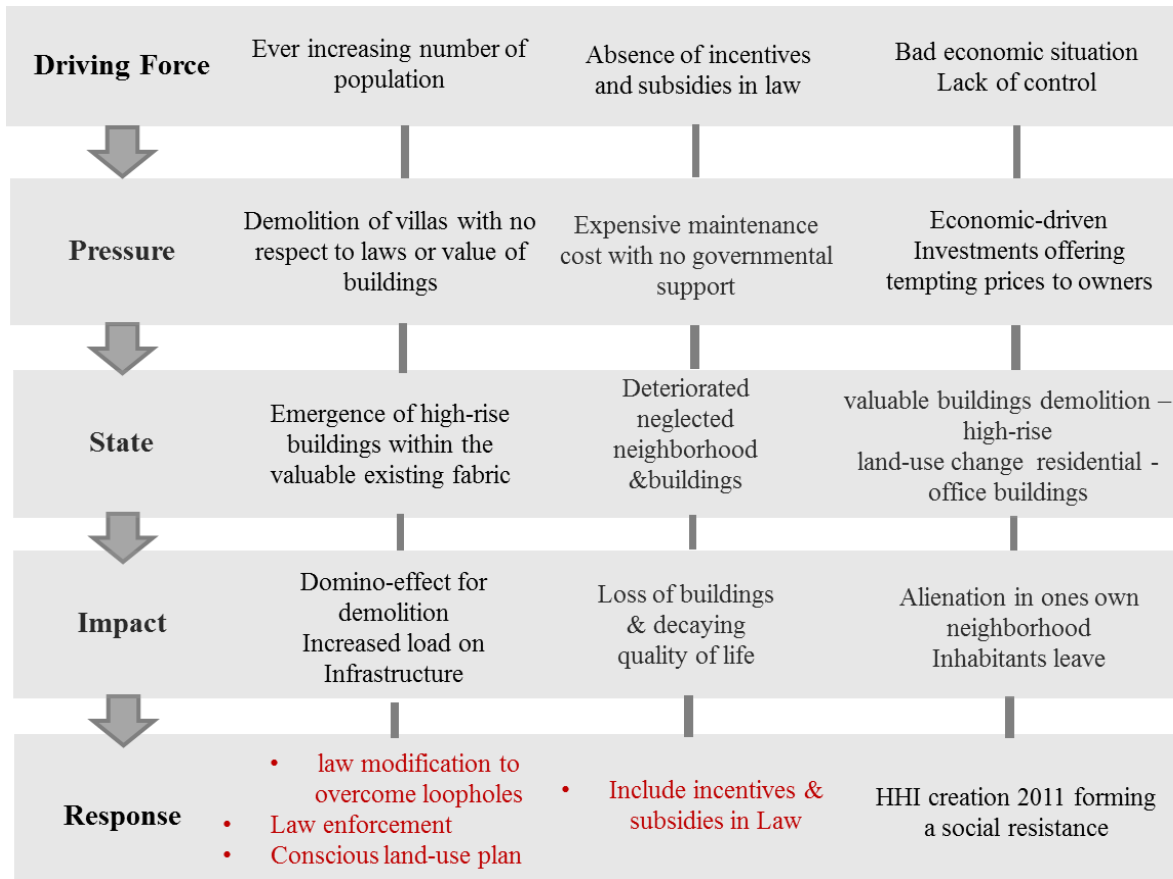 Driving Force
Ever increasing number of
population
Absence of incentives
and subsidies in law
Bad economic situation
Lack of control
Pressure
Demolition of villas with no
respect to laws or value of
buildings
Expensive maintenance
cost with no governmental
support
Economic-driven
Investments offering
tempting prices to owners
State
Emergence of high-rise
buildings within the
valuable existing fabric
Deteriorated
neglected
neighborhood
&buildings
valuable buildings demolition –
high-rise
land-use change residential -
office buildings
Impact
Domino-effect for
demolition
Increased load on
Infrastructure
Loss of buildings
& decaying
quality of life
Alienation in ones own
neighborhood
Inhabitants leave
Response
• law modification to
overcome loopholes
• Law enforcement
• Conscious land-use plan
• Include incentives &
subsidies in Law
HHI creation 2011 forming
a social resistance